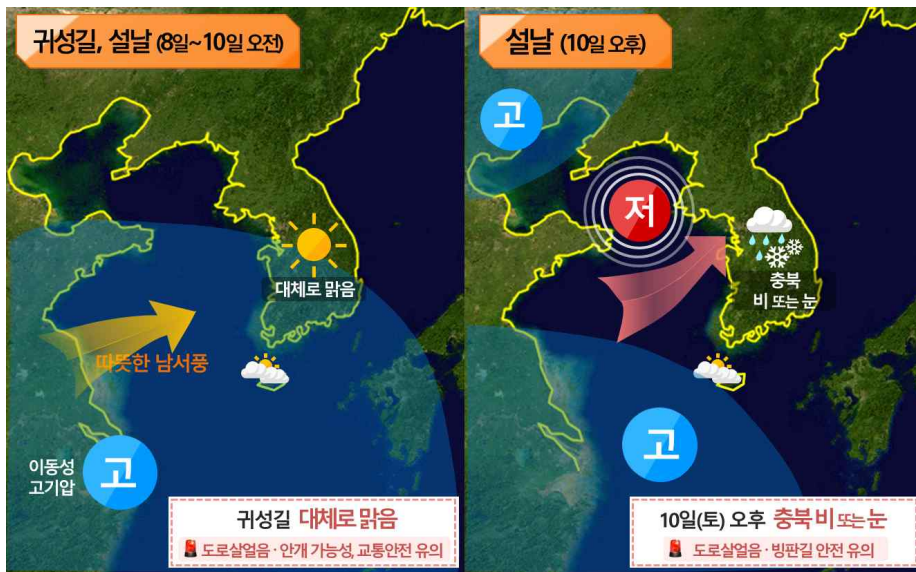 귀성길, 설날 (8일~10일 오전)
대체로 맑음
따뜻한 남서풍
이동성
고기압
고
귀성길 대체로 맑음
도로살얼음·안개 가능성, 교통안전 유의
설날 (10일 오후)
고
저
충북
비 또는 눈
고
10일(토) 오후 충북 비 또는 눈
도로살얼음·빙판길 안전 유의